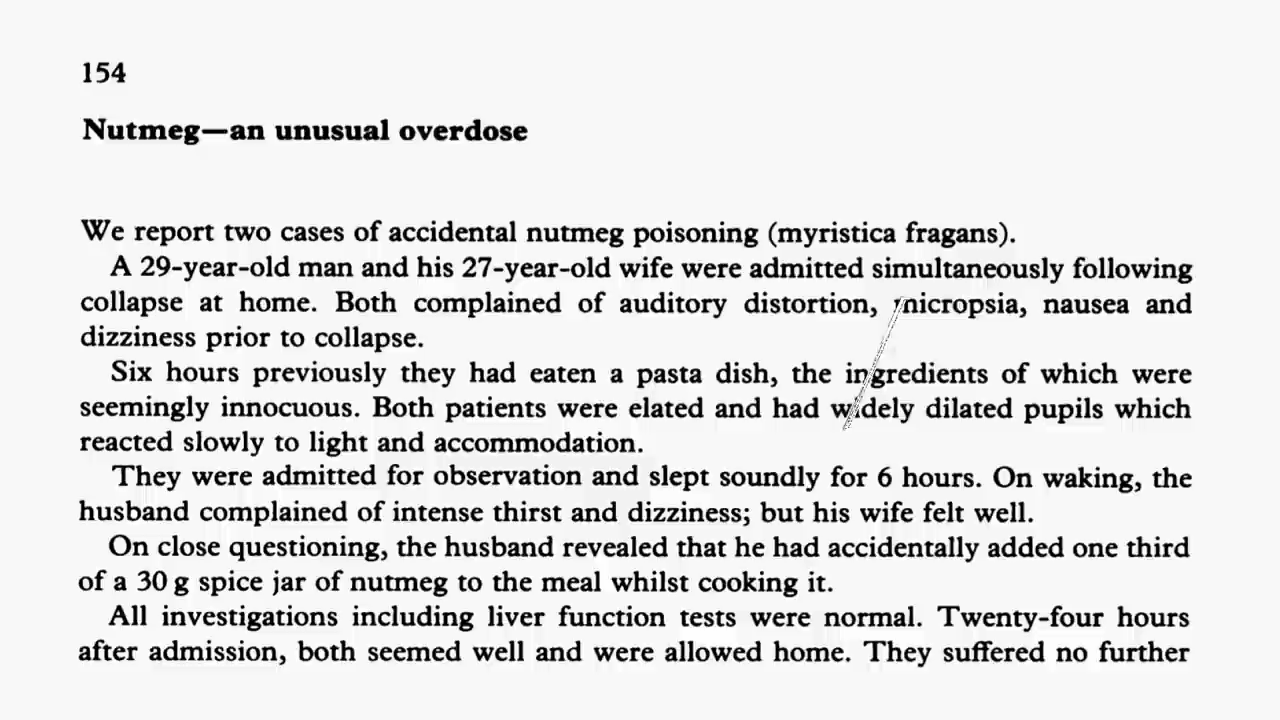 154
Nutmeg—an unusual overdose
We report two cases of accidental nutmeg poisoning (myristica fragans).
A 29-year-old man and his 27-year-old wife were admitted simultaneously following
collapse at home. Both complained of auditory distortion, micropsia, nausea and
dizziness prior to collapse.
Six hours previously they had eaten a pasta dish, the ingredients of which were
seemingly innocuous. Both patients were elated and had widely dilated pupils which
reacted slowly to light and accommodation.
They were admitted for observation and slept soundly for 6 hours. On waking, the
husband complained of intense thirst and dizziness; but his wife felt well.
On close questioning, the husband revealed that he had accidentally added one third
of a 30 g spice jar of nutmeg to the meal whilst cooking it.
All investigations including liver function tests were normal. Twenty-four hours
after admission, both seemed well and were allowed home. They suffered no further